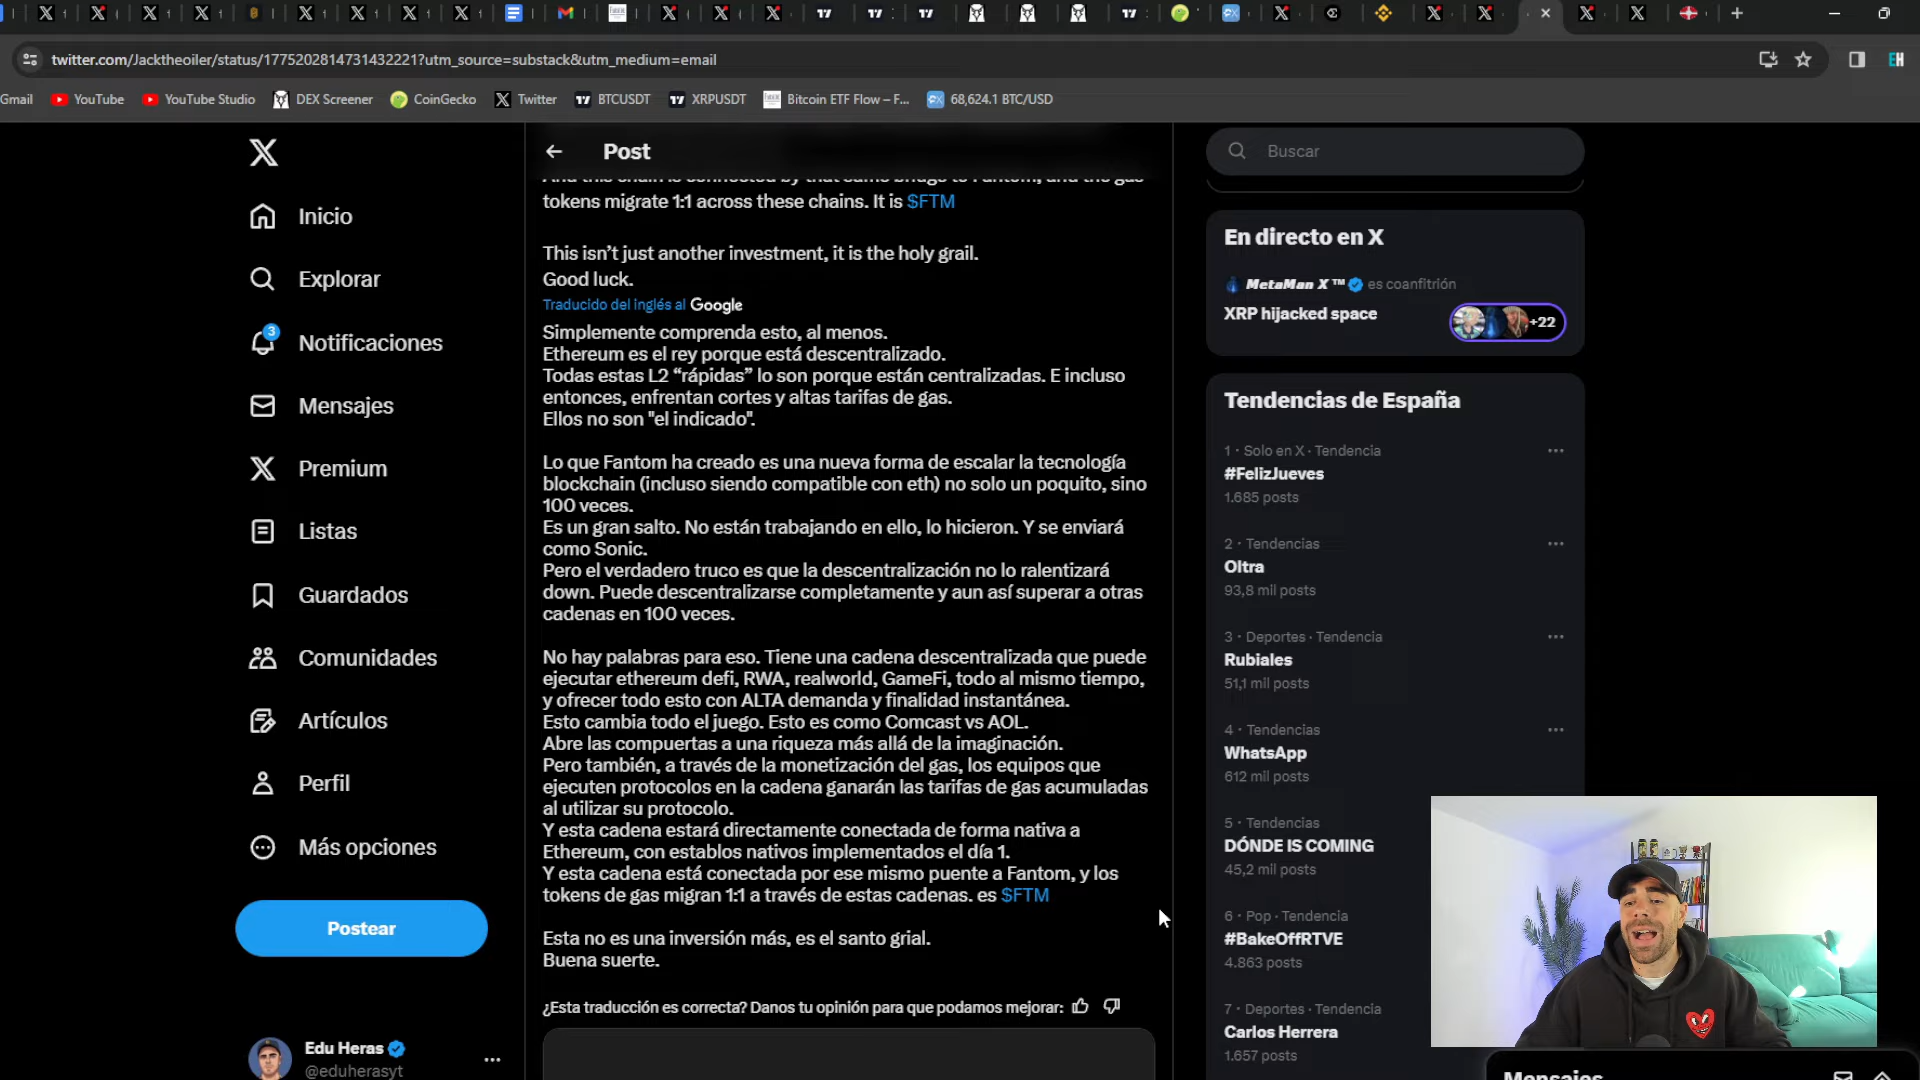 twitter.com/Jacktheoiler/status/1775202814731432221?utm_source=substack&utm_medium=email
Gmail
YouTube
YouTube Studio
DEX Screener
CoinGecko
Twitter
BTCUSDT
XRPUSDT
Bitcoin ETF Flow – F...
68,624.1 BTC/USD
Inicio
Explorar
3
Notificaciones
Mensajes
Premium
Listas
Guardados
Comunidades
Artículos
Perfil
Más opciones
Postear
Edu Heras
@eduherasyt
Post
And this chain is connected by that same bridge to Fantom, and the gas
tokens migrate 1:1 across these chains. It is $FTM
This isn’t just another investment, it is the holy grail.
Good luck.
Traducido del inglés al Google
Simplemente comprenda esto, al menos.
Ethereum es el rey porque está descentralizado.
Todas estas L2 “rápidas” lo son porque están centralizadas. E incluso
entonces, enfrentan cortes y altas tarifas de gas.
Ellos no son "el indicado".
Lo que Fantom ha creado es una nueva forma de escalar la tecnología
blockchain (incluso siendo compatible con eth) no solo un poquito, sino
100 veces.
Es un gran salto. No están trabajando en ello, lo hicieron. Y se enviará
como Sonic.
Pero el verdadero truco es que la descentralización no lo ralentizará
down. Puede descentralizarse completamente y aun así superar a otras
cadenas en 100 veces.
No hay palabras para eso. Tiene una cadena descentralizada que puede
ejecutar ethereum defi, RWA, realworld, GameFi, todo al mismo tiempo,
y ofrecer todo esto con ALTA demanda y finalidad instantánea.
Esto cambia todo el juego. Esto es como Comcast vs AOL.
Abre las compuertas a una riqueza más allá de la imaginación.
Pero también, a través de la monetización del gas, los equipos que
ejecuten protocolos en la cadena ganarán las tarifas de gas acumuladas
al utilizar su protocolo.
Y esta cadena estará directamente conectada de forma nativa a
Ethereum, con establos nativos implementados el día 1.
Y esta cadena está conectada por ese mismo puente a Fantom, y los
tokens de gas migran 1:1 a través de estas cadenas. es $FTM
Esta no es una inversión más, es el santo grial.
Buena suerte.
¿Esta traducción es correcta? Danos tu opinión para que podamos mejorar:
Buscar
En directo en X
MetaMan X ™ es coanfitrión
XRP hijacked space
+22
Tendencias de España
1 · Solo en X · Tendencia
#FelizJueves
1.685 posts
2 · Tendencias
Oltra
93,8 mil posts
3 · Deportes · Tendencia
Rubiales
51,1 mil posts
4 · Tendencias
WhatsApp
612 mil posts
5 · Tendencias
DÓNDE IS COMING
45,2 mil posts
6 · Pop · Tendencia
#BakeOffRTVE
4.863 posts
7 · Deportes · Tendencia
Carlos Herrera
1.657 posts
Mensajes